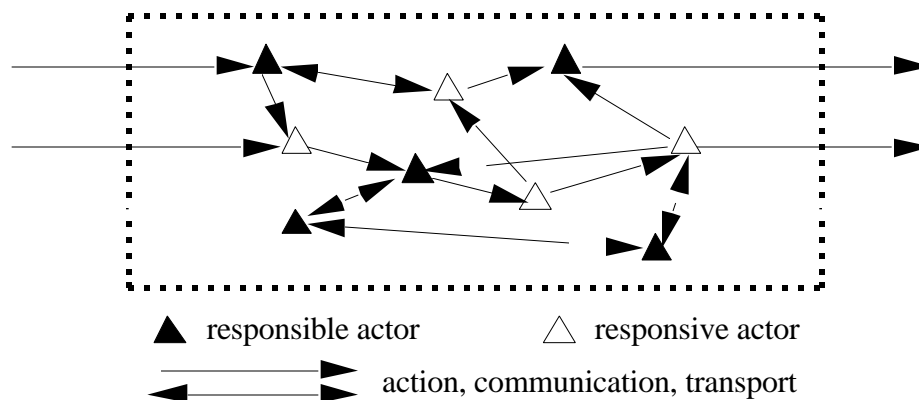 responsible actor responsive actor
action, communication, transport